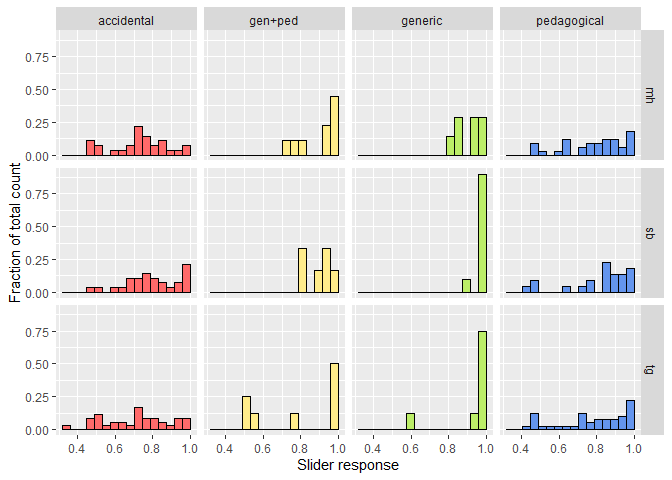 accidental gen+ped generic pedagogical
0.75
0.50
0.25
0.00
mh
0.75
0.50
0.25
0.00
sb
0.75
0.50
0.25
0.00
tg
Fraction of total count
0.4 0.6 0.8 1.0 0.4 0.6 0.8 1.0 0.4 0.6 0.8 1.0 0.4 0.6 0.8 1.0
Slider response